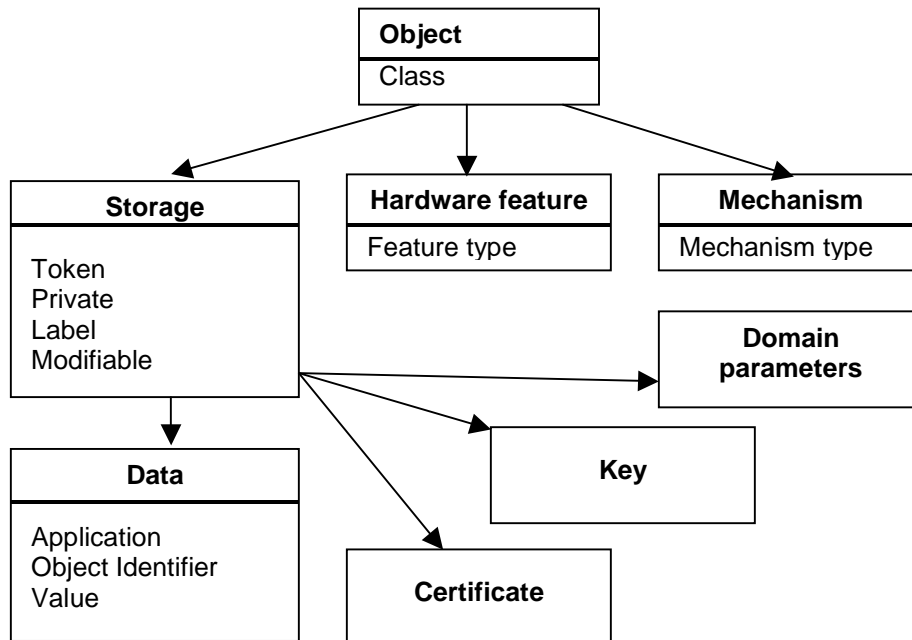 Object
Class
Storage
Token
Private
Label
Modifiable
Hardware feature
Feature type
Mechanism
Mechanism type
Domain
parameters
Key
Data
Application
Object Identifier
Value
Certificate